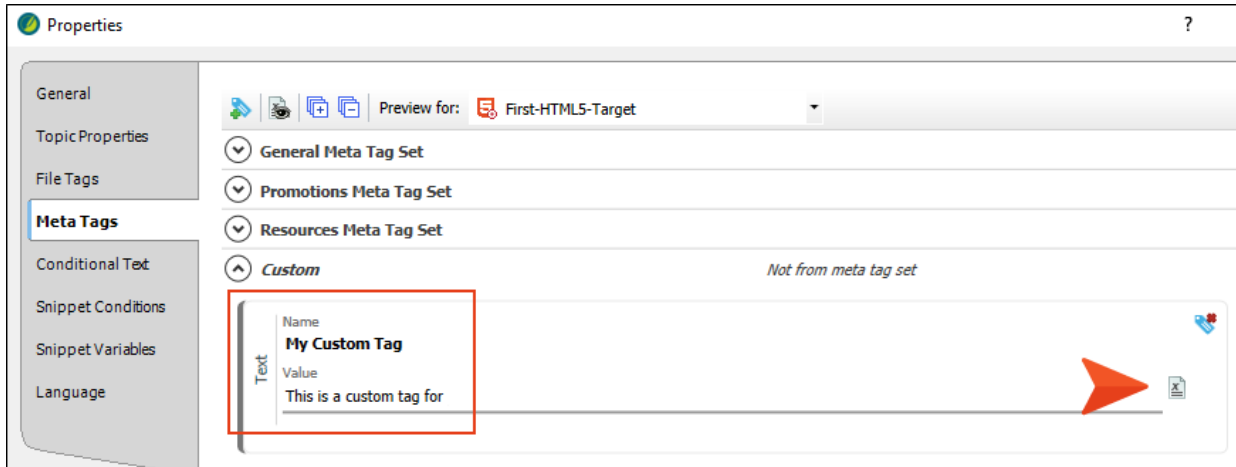 Properties
?
General
Topic Properties
File Tags
Meta Tags
Conditional Text
Snippet Conditions
Snippet Variables
Language
Preview for: First-HTML5-Target
General Meta Tag Set
Promotions Meta Tag Set
Resources Meta Tag Set
Custom Not from meta tag set
Text
Name
My Custom Tag
Value
This is a custom tag for